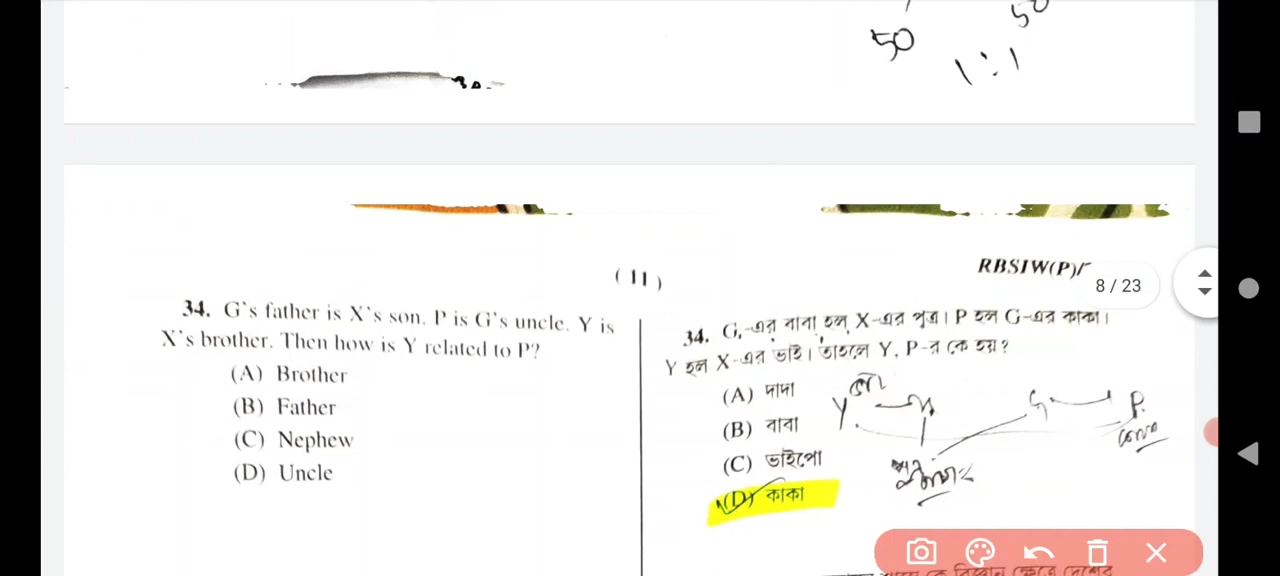 50
50
1:1
(11)
RBSIW(P)/
8 / 23
34. G's father is X's son. P is G's uncle. Y is
X's brother. Then how is Y related to P?
(A) Brother
(B) Father
(C) Nephew
(D) Uncle
34. G,-এর বাবা হল X-এর পুত্র। P হল G-এর কাকা।
Y হল X-এর ভাই। তাহলে Y, P-র কে হয়?
(A) দাদা
(B) বাবা
(C) ভাইপো
(D) কাকা
Y
G
P.